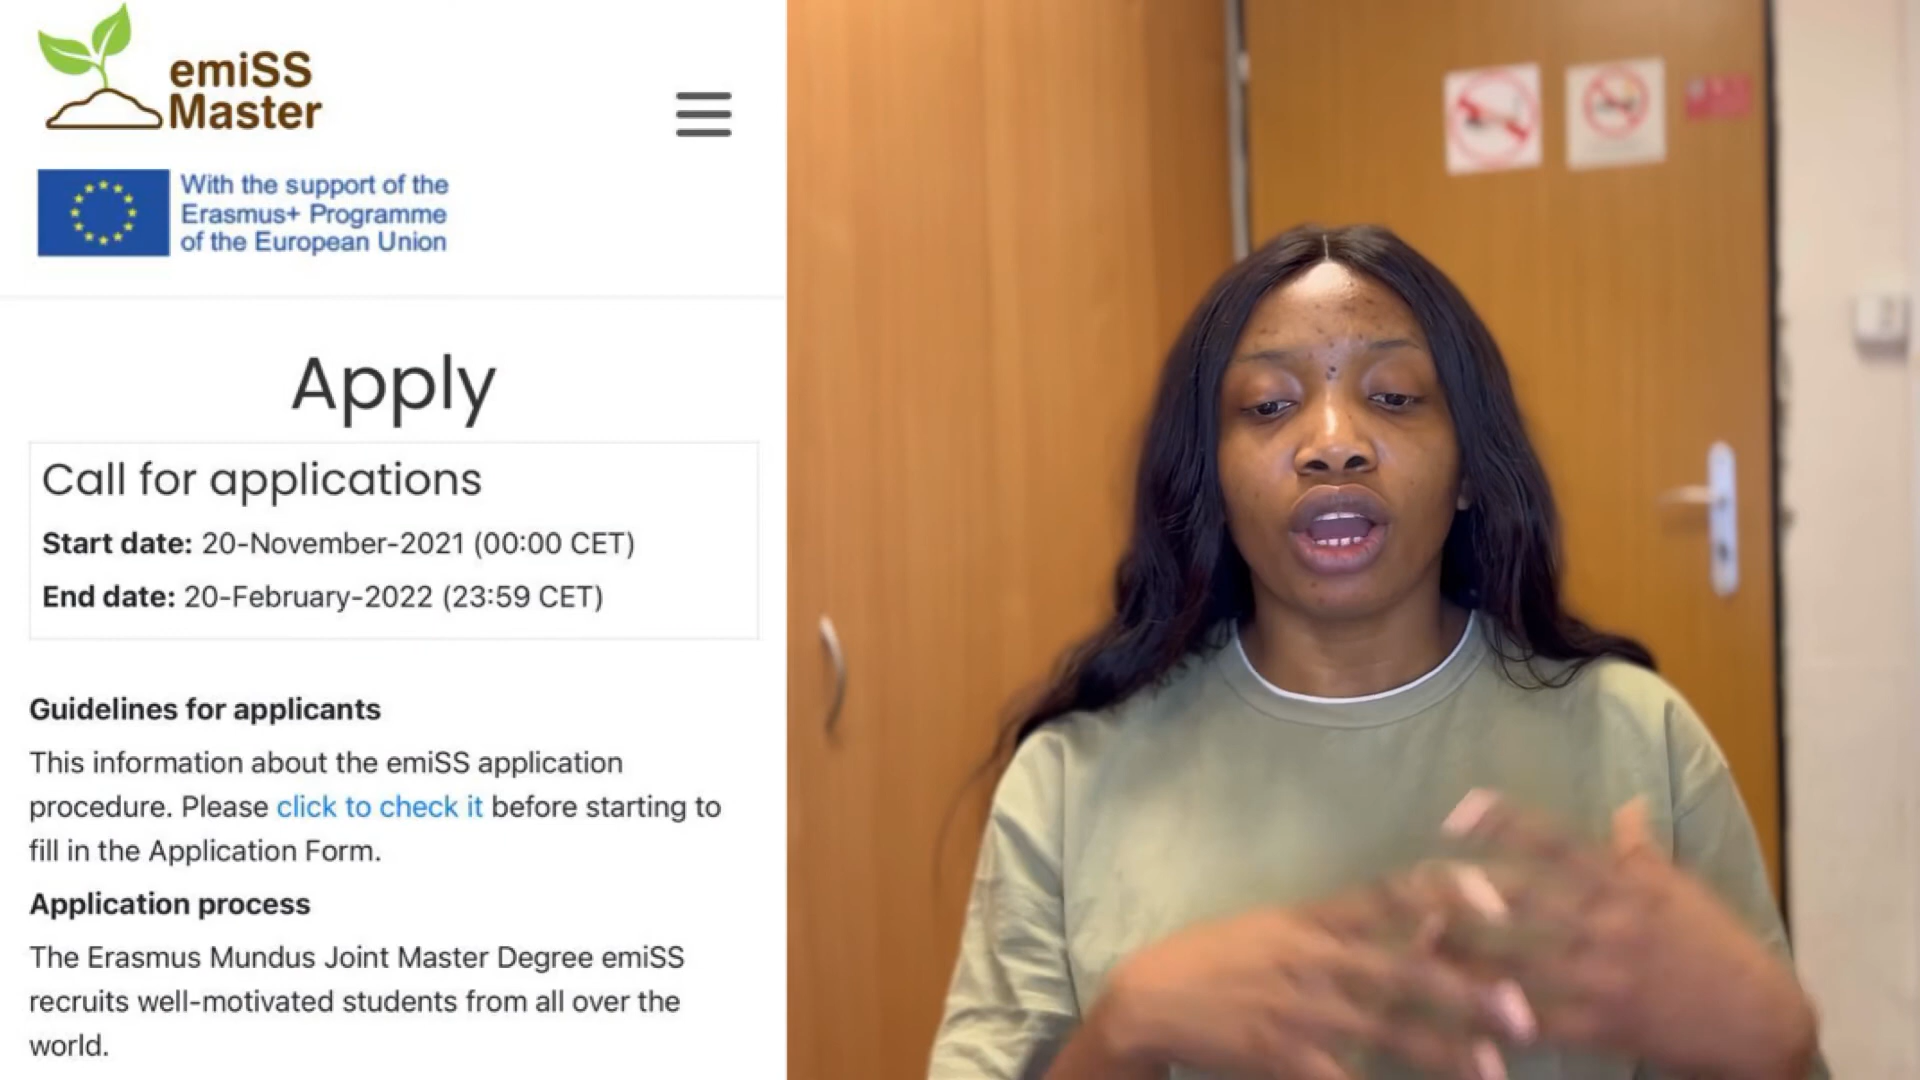 emiSS
Master
With the support of the
Erasmus+ Programme
of the European Union
Apply
Call for applications
Start date: 20-November-2021 (00:00 CET)
End date: 20-February-2022 (23:59 CET)
Guidelines for applicants
This information about the emiSS application
procedure. Please click to check it before starting to
fill in the Application Form.
Application process
The Erasmus Mundus Joint Master Degree emiSS
recruits well-motivated students from all over the
world.